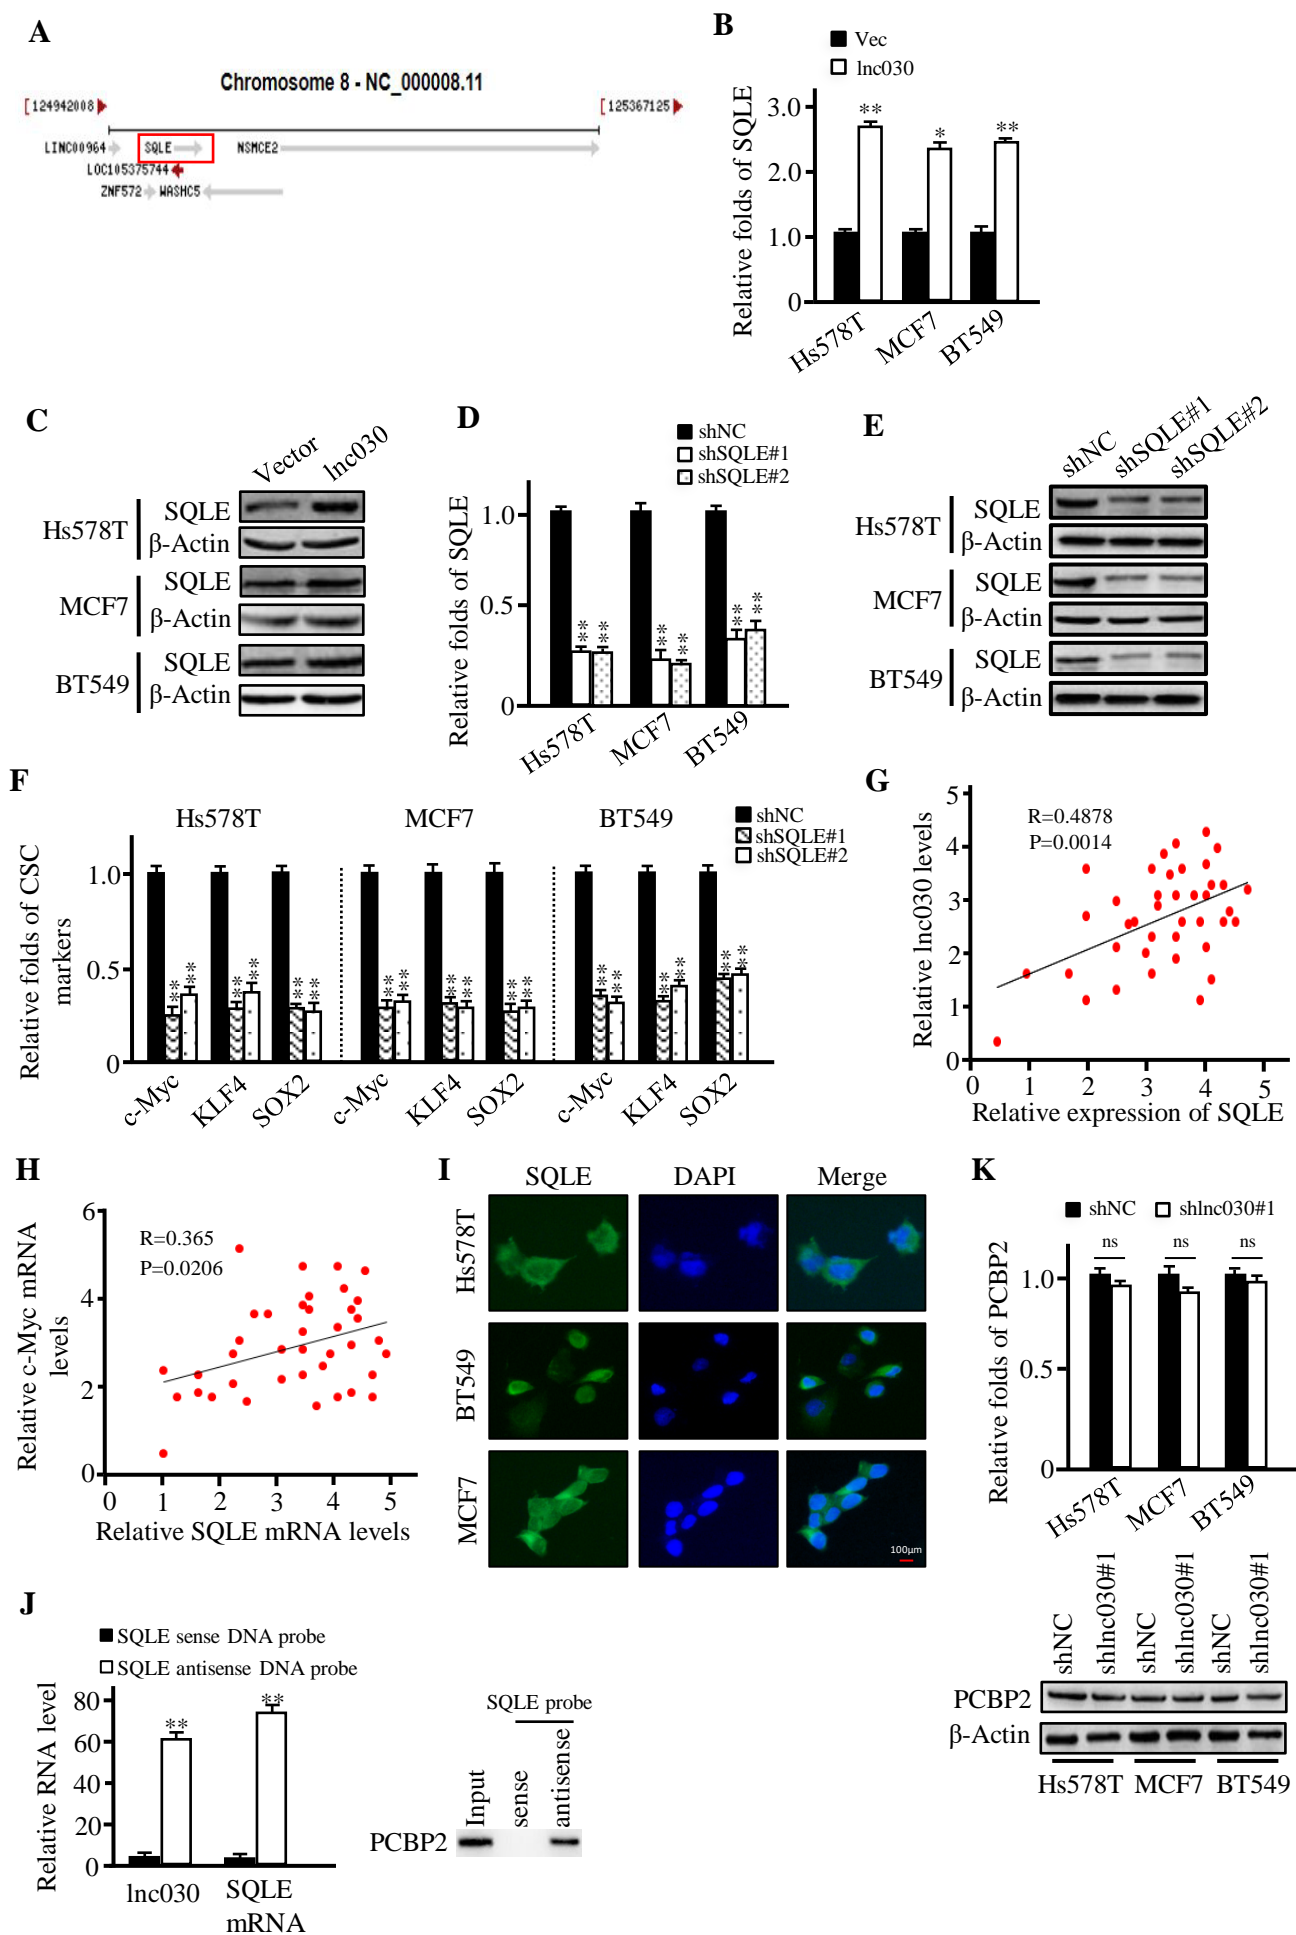 A
Chromosome 8 - NC_000008.11
[ 124942008
[ 125367125
LINC00964
SQLE
NSMCE2
LOC105375744
ZNF572
WASHC5
B
Vec
lnc030
Relative folds of SQLE
3.0
2.0
1.0
0
** * **
Hs578T
MCF7
BT549
C
Vector
lnc030
Hs578T
SQLE
β-Actin
MCF7
SQLE
β-Actin
BT549
SQLE
β-Actin
D
shNC
shSQLE#1
shSQLE#2
Relative folds of SQLE
1.0
0.5
0
** ** ** ** ** **
Hs578T
MCF7
BT549
E
shNC
shSQLE#1
shSQLE#2
Hs578T
SQLE
β-Actin
MCF7
SQLE
β-Actin
BT549
SQLE
β-Actin
F
Hs578T
MCF7
BT549
shNC
shSQLE#1
shSQLE#2
Relative folds of CSC
markers
1.0
0.5
0
** ** ** ** ** ** ** ** ** ** ** ** ** ** ** ** ** **
c-Myc
KLF4
SOX2
c-Myc
KLF4
SOX2
c-Myc
KLF4
SOX2
G
R=0.4878
P=0.0014
Relative lnc030 levels
5
4
3
2
1
0
0 1 2 3 4 5
Relative expression of SQLE
H
R=0.365
P=0.0206
Relative c-Myc mRNA
levels
6
4
2
0
0 1 2 3 4 5
Relative SQLE mRNA levels
I
SQLE
DAPI
Merge
Hs578T
BT549
MCF7
100μm
J
SQLE sense DNA probe
SQLE antisense DNA probe
Relative RNA level
80
60
40
20
0
** **
lnc030
SQLE
mRNA
SQLE probe
Input
sense
antisense
PCBP2
K
shNC
shlnc030#1
Relative folds of PCBP2
1.0
0.5
0
ns ns ns
Hs578T
MCF7
BT549
shNC
shlnc030#1
shNC
shlnc030#1
shNC
shlnc030#1
PCBP2
β-Actin
Hs578T MCF7 BT549